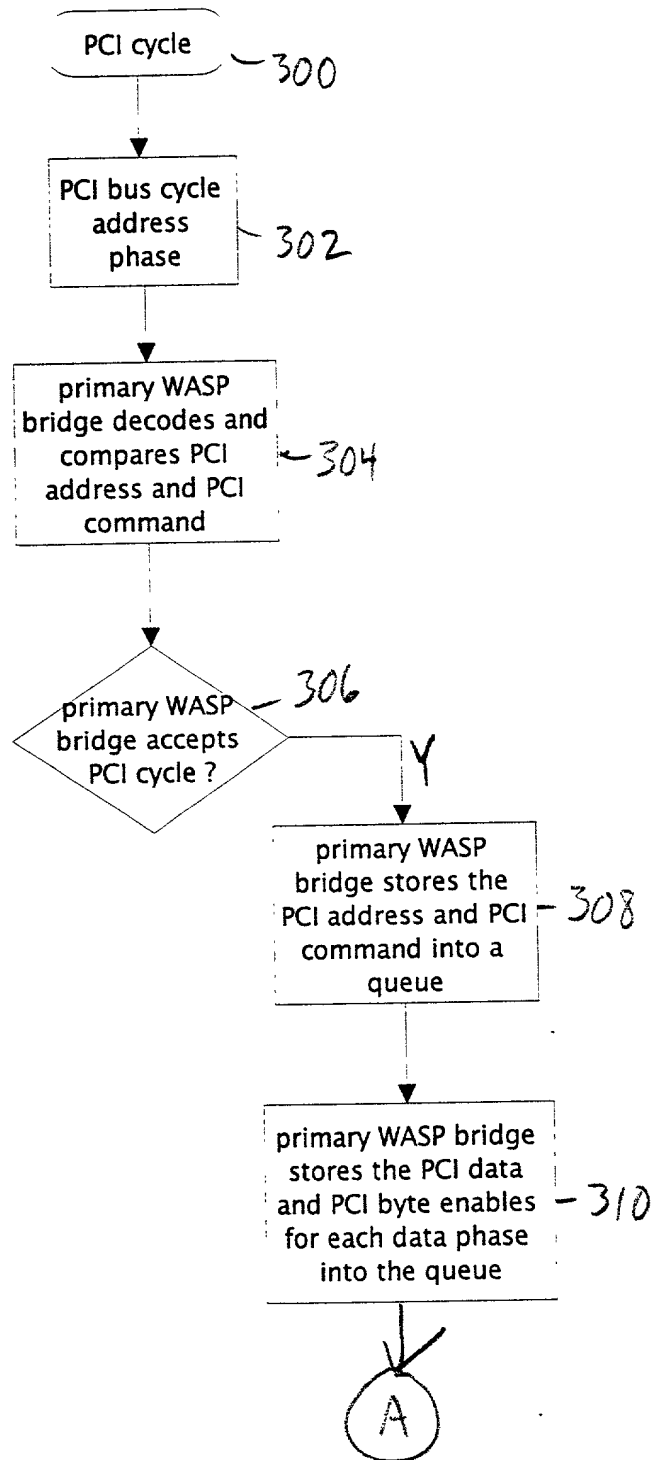 PCI cycle
300
PCI bus cycle
address
phase
302
primary WASP
bridge decodes and
compares PCI
address and PCI
command
304
primary WASP
bridge accepts
PCI cycle ?
306
Y
primary WASP
bridge stores the
PCI address and PCI
command into a
queue
308
primary WASP bridge
stores the PCI data
and PCI byte enables
for each data phase
into the queue
310
A